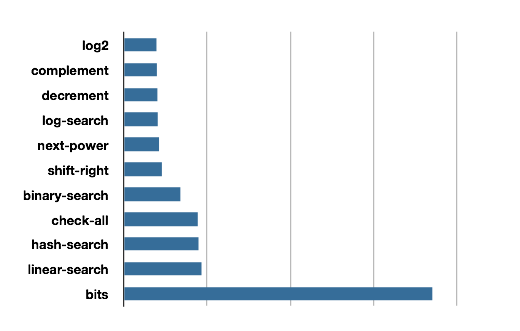 log2
complement
decrement
log-search
next-power
shift-right
binary-search
check-all
hash-search
linear-search
bits